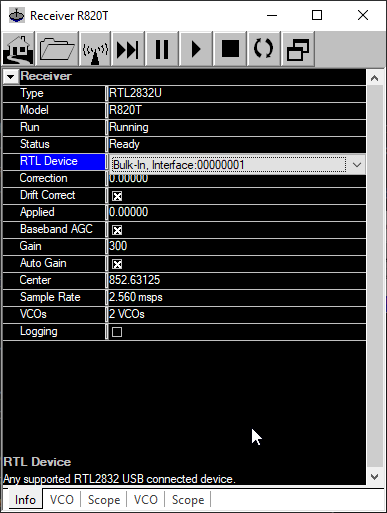 Receiver R820T
Receiver
Type RTL2832U
Model R820T
Run Running
Status Ready
RTL Device Bulk-In, Interface:00000001
Correction 0.00000
Drift Correct
Applied 0.00000
Baseband AGC
Gain 300
Auto Gain
Center 852.63125
Sample Rate 2.560 msps
VCOs 2 VCOs
Logging
RTL Device
Any supported RTL2832 USB connected device.
Info VCO Scope VCO Scope